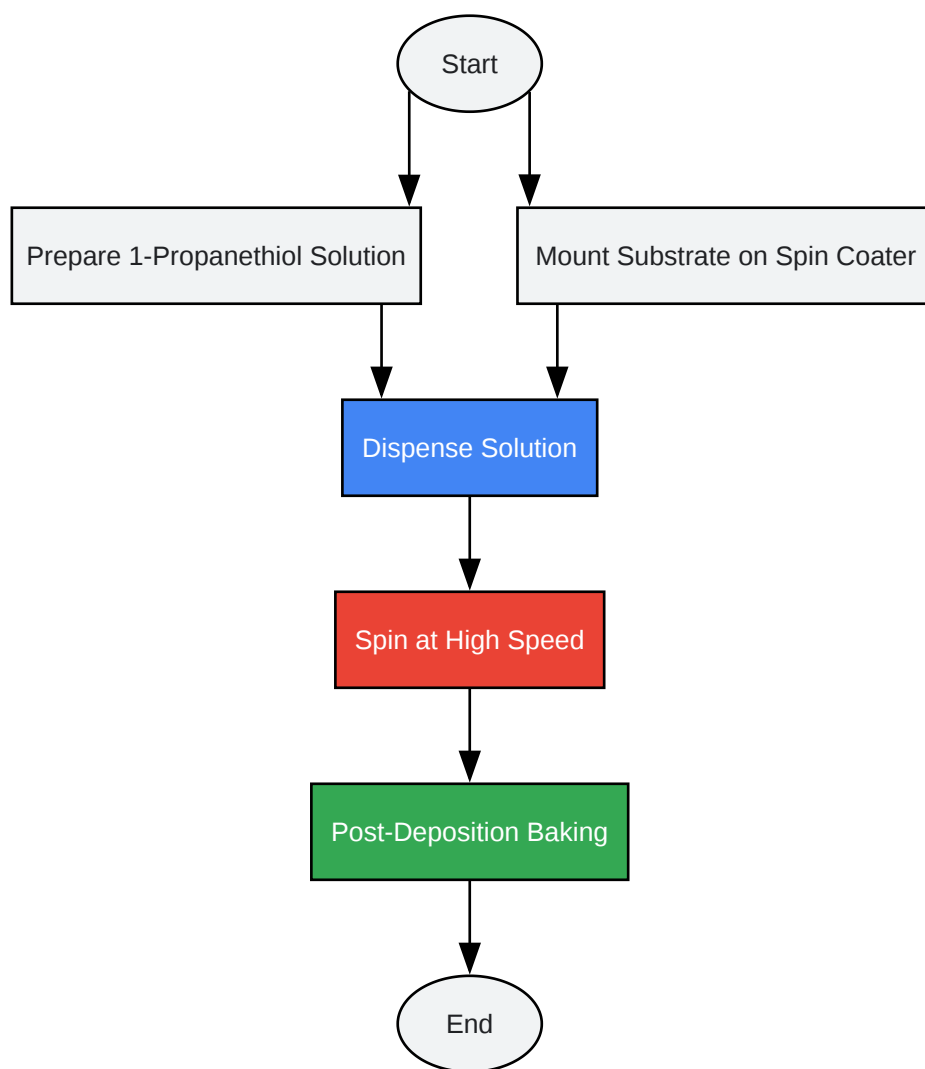 Start
Prepare 1-Propanethiol Solution
Mount Substrate on Spin Coater
Dispense Solution
Spin at High Speed
Post-Deposition Baking
End